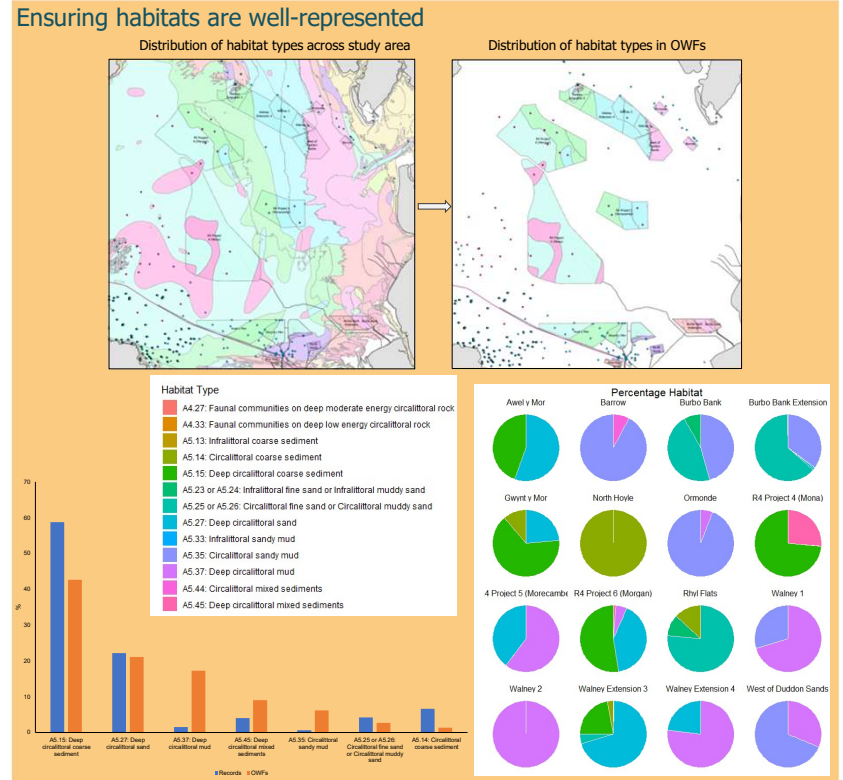 Ensuring habitats are well-represented
Distribution of habitat types across study area
Distribution of habitat types in OWFs
Habitat Type
A4.27: Faunal communities on deep moderate energy circalittoral rock
A4.33: Faunal communities on deep low energy circalittoral rock
A5.13: Infralittoral coarse sediment
A5.14: Circalittoral coarse sediment
A5.15: Deep circalittoral coarse sediment
A5.23 or A5.24: Infralittoral fine sand or Infralittoral muddy sand
A5.25 or A5.26: Circalittoral fine sand or Circalittoral muddy sand
A5.27: Deep circalittoral sand
A5.33: Infralittoral sandy mud
A5.35: Circalittoral sandy mud
A5.37: Deep circalittoral mud
A5.44: Circalittoral mixed sediments
A5.45: Deep circalittoral mixed sediments
Percentage Habitat
Awel y Mor
Barrow
Burbo Bank
Burbo Bank Extension
Gwynt y Mor
North Hoyle
Ormonde
R4 Project 4 (Mona)
4 Project 5 (Morecambe
R4 Project 6 (Morgan)
Rhyl Flats
Walney 1
Walney 2
Walney Extension 3
Walney Extension 4
West of Duddon Sands
70
60
50
40
30
20
10
0
%
A5.15: Deep
circalittoral coarse
sediment
A5.27: Deep
circalittoral sand
A5.37: Deep
circalittoral mud
A5.45: Deep
circalittoral mixed
sediments
A5.35: Circalittoral
sandy mud
A5.25 or A5.26:
Circalittoral fine sand
or Circalittoral muddy
sand
A5.14: Circalittoral
coarse sediment
Records
OWFs